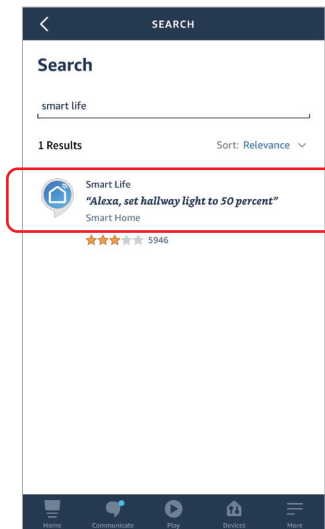 SEARCH
Search
smart life
1 Results
Sort: Relevance
Smart Life
"Alexa, set hallway light to 50 percent"
Smart Home
5946
Home
Communicate
Play
Devices
More